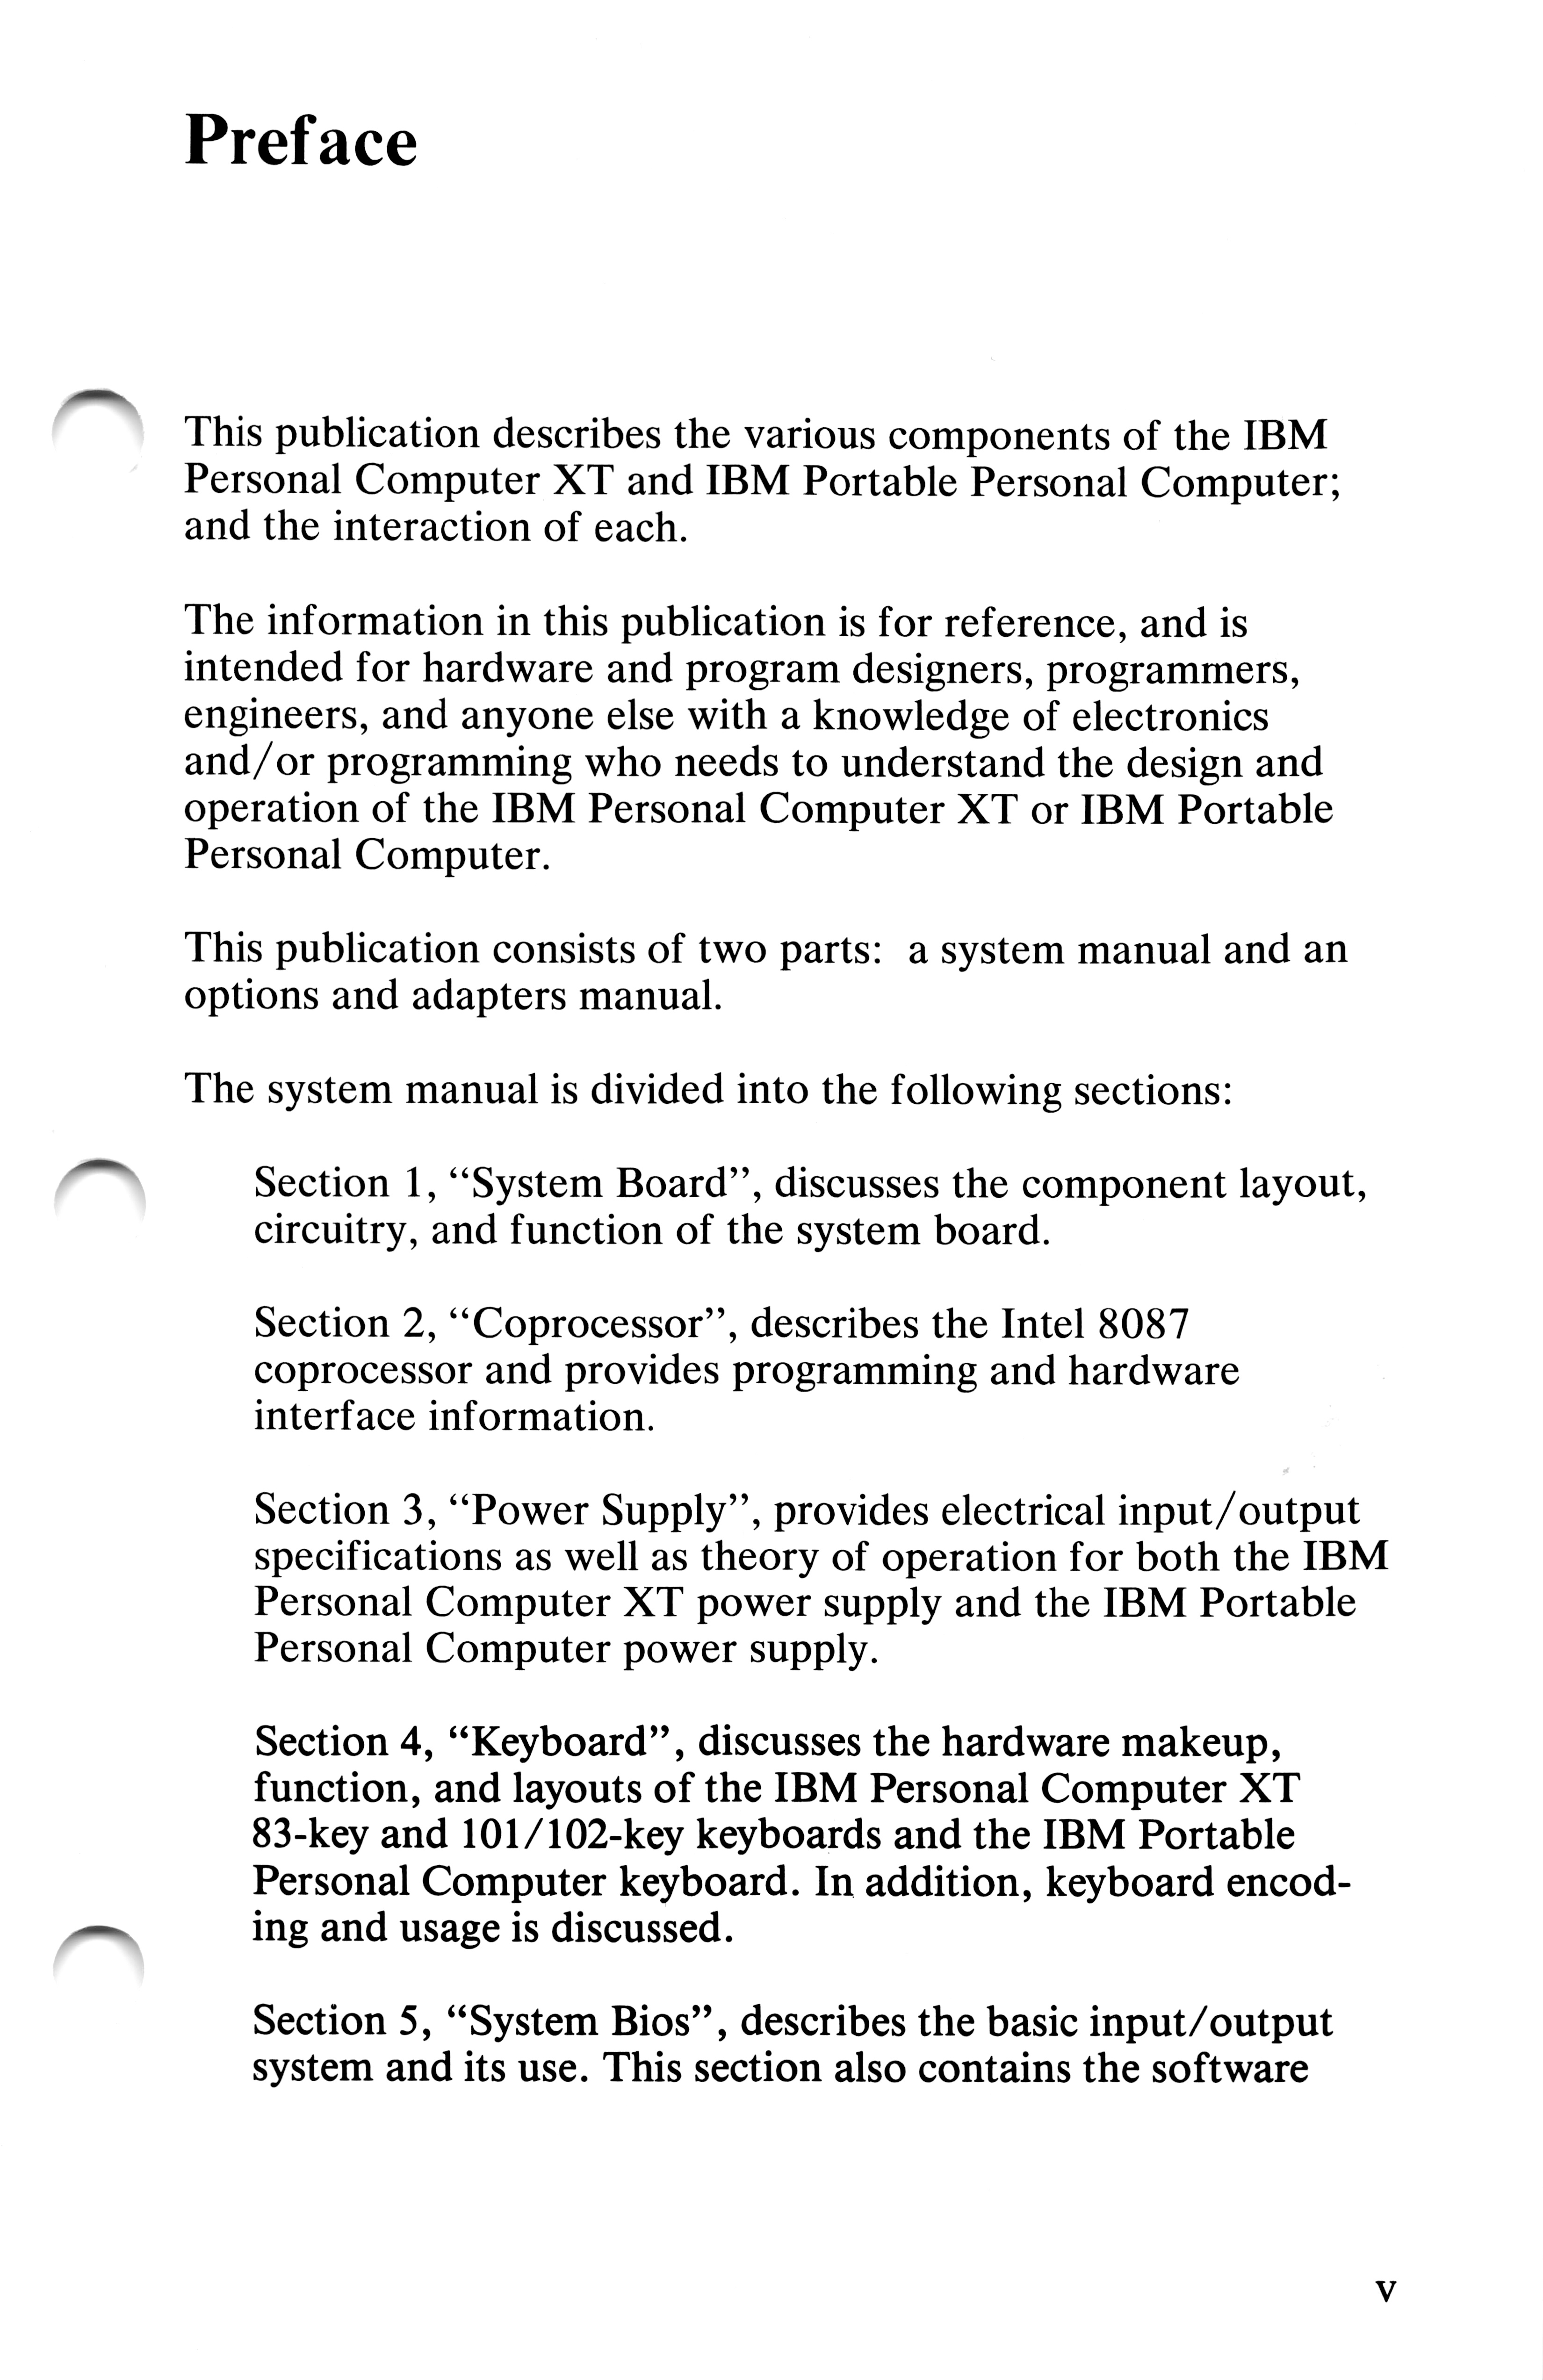 Preface
This publication describes the various components of the IBM
Personal Computer XT and IBM Portable Personal Computer;
and the interaction of each.
The information in this publication is for reference, and is
intended for hardware and program designers, programmers,
engineers, and anyone else with a knowledge of electronics
and/or programming who needs to understand the design and
operation of the IBM Personal Computer XT or IBM Portable
Personal Computer.
This publication consists of two parts:  a system manual and an
options and adapters manual.
The system manual is divided into the following sections:
Section 1, “System Board”, discusses the component layout,
circuitry, and function of the system board.
Section 2, “Coprocessor”, describes the Intel 8087
coprocessor and provides programming and hardware
interface information.
Section 3, “Power Supply”, provides electrical input/output
specifications as well as theory of operation for both the IBM
Personal Computer XT power supply and the IBM Portable
Personal Computer power supply.
Section 4, “Keyboard”, discusses the hardware makeup,
function, and layouts of the IBM Personal Computer XT
83-key and 101/102-key keyboards and the IBM Portable
Personal Computer keyboard. In addition, keyboard encod-
ing and usage is discussed.
Section 5, “System Bios”, describes the basic input/output
system and its use. This section also contains the software
v